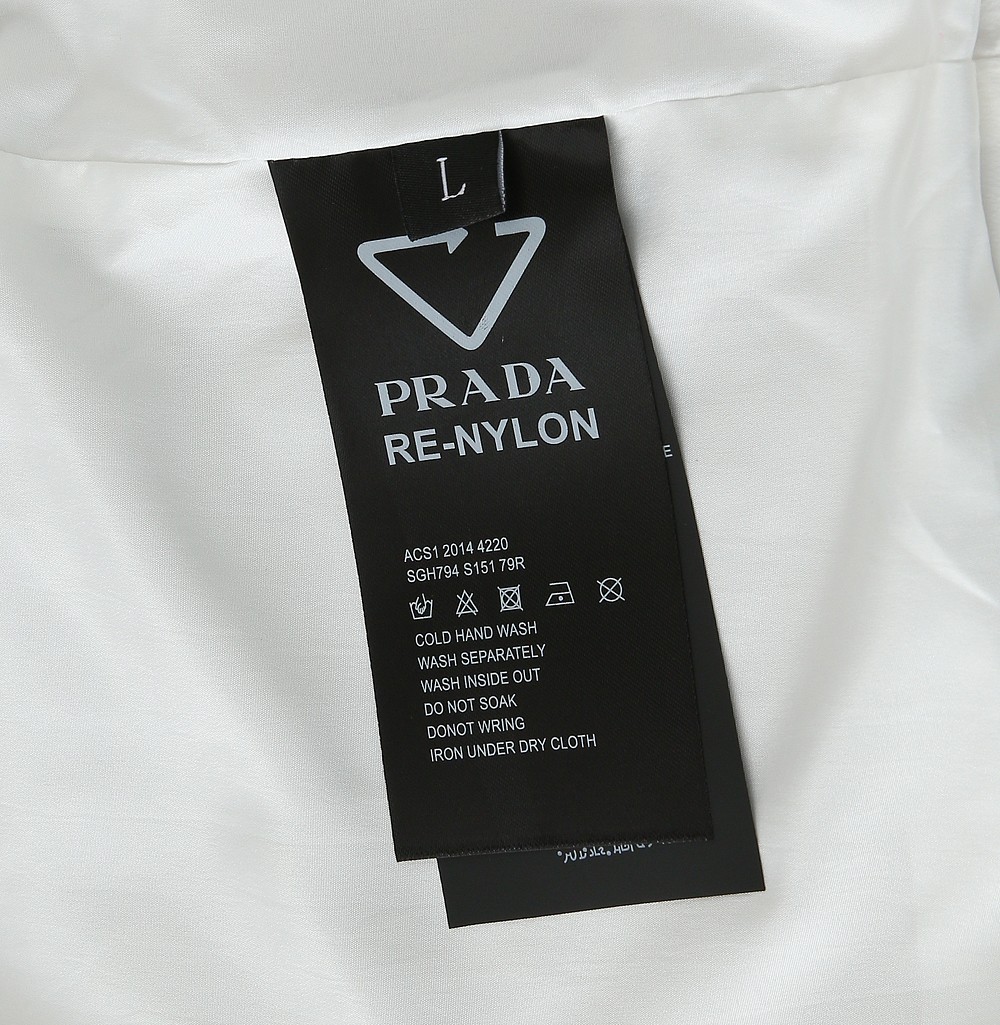 L
PRADA
RE-NYLON
E
ACS1 2014 4220
SGH794 S151 79R
COLD HAND WASH
WASH SEPARATELY
WASH INSIDE OUT
DO NOT SOAK
DONOT WRING
IRON UNDER DRY CLOTH